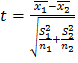 t = (x̅₁ − x̅₂) / √(S₁²/n₁ + S₂²/n₂)